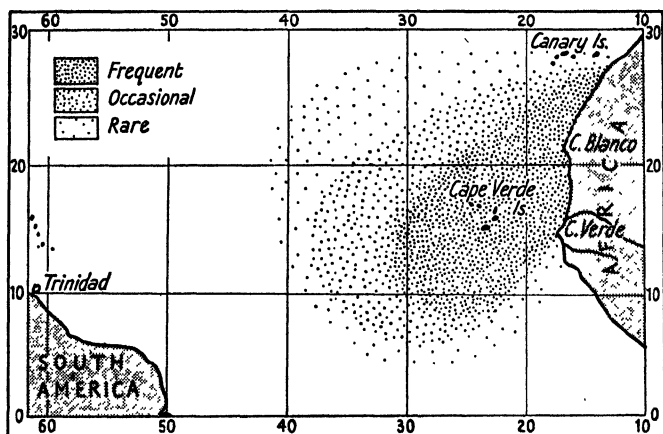 60 50 40 30 20 10
30 30
Canary Is.
Frequent
Occasional
Rare
C. Blanco
20 20
Cape Verde
Is.
C. Verde
AFRICA
Trinidad
10 10
SOUTH
AMERICA
0 0
60 50 40 30 20 10